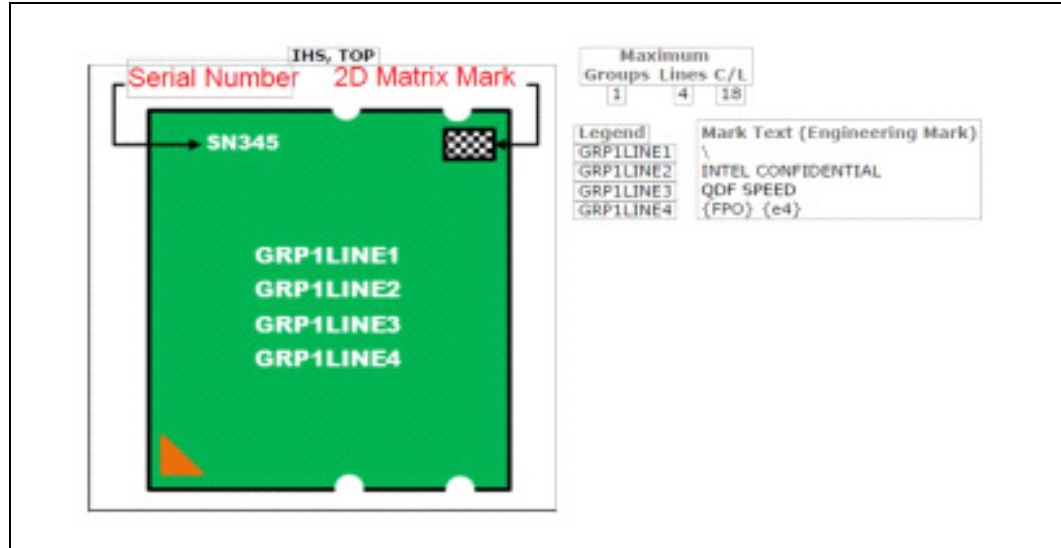 IHS, TOP
Serial Number 2D Matrix Mark
SN345
GRP1LINE1
GRP1LINE2
GRP1LINE3
GRP1LINE4
Maximum
Groups Lines C/L
1 4 18
Legend Mark Text (Engineering Mark)
GRP1LINE1 \
GRP1LINE2 INTEL CONFIDENTIAL
GRP1LINE3 QDF SPEED
GRP1LINE4 {FPO} {e4}